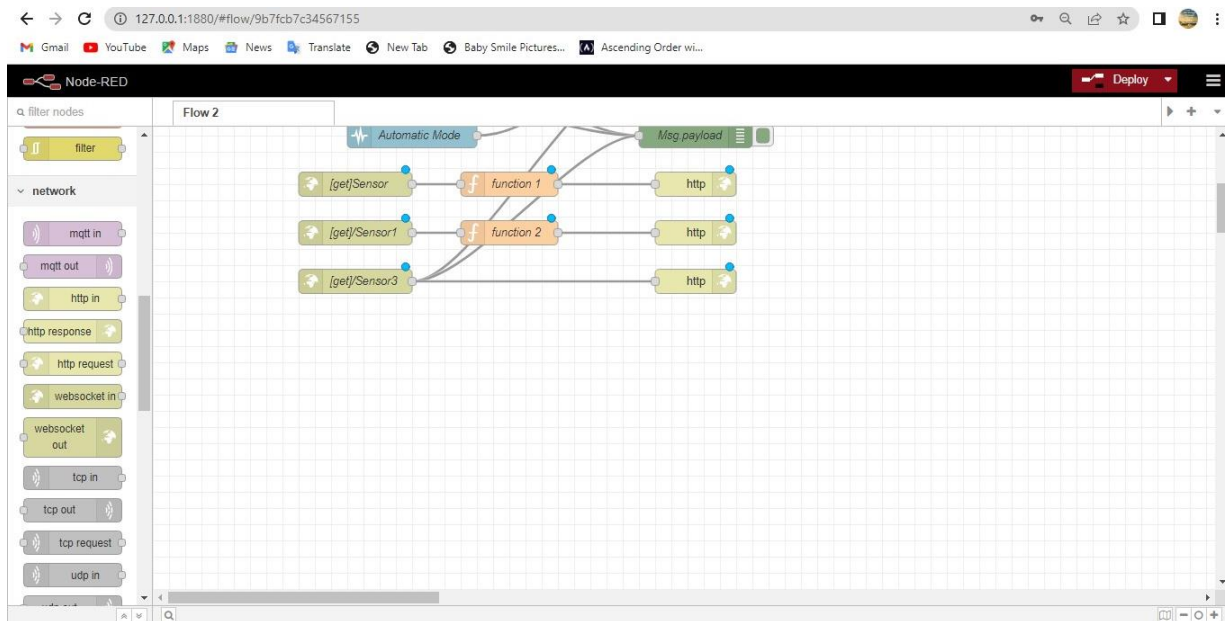 127.0.0.1:1880/#flow/9b7fcb7c34567155
Gmail YouTube Maps News Translate New Tab Baby Smile Pictures... Ascending Order wi...
Node-RED Deploy
filter nodes Flow 2
Automatic Mode Msg.payload
filter
[get]Sensor function 1 http
network
[get]/Sensor1 function 2 http
mqtt in
mqtt out
[get]/Sensor3 http
http in
http response
http request
websocket in
websocket
out
tcp in
tcp out
tcp request
udp in